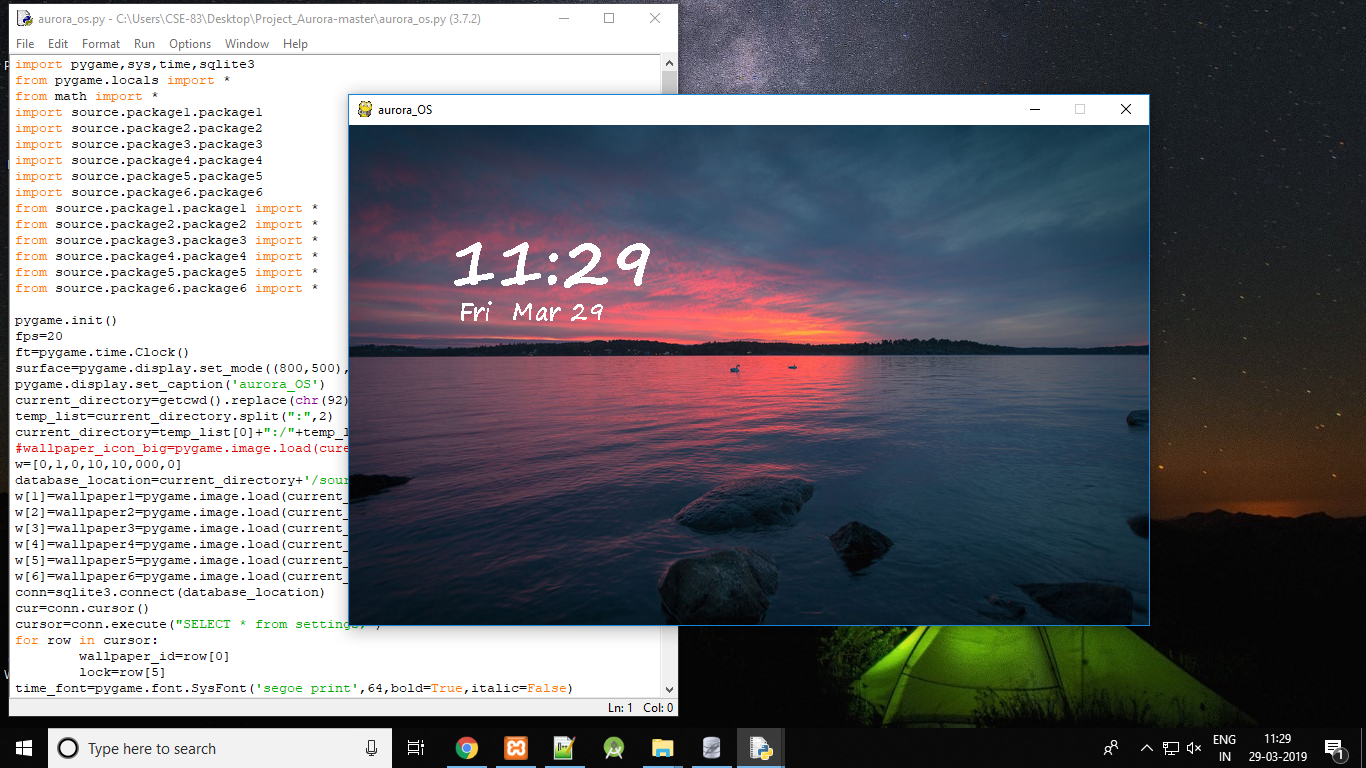 aurora_os.py - C:\Users\CSE-83\Desktop\Project_Aurora-master\aurora_os.py (3.7.2)
File Edit Format Run Options Window Help
import pygame,sys,time,sqlite3
from pygame.locals import *
from math import *
import source.package1.package1
import source.package2.package2
import source.package3.package3
import source.package4.package4
import source.package5.package5
import source.package6.package6
from source.package1.package1 import *
from source.package2.package2 import *
from source.package3.package3 import *
from source.package4.package4 import *
from source.package5.package5 import *
from source.package6.package6 import *
pygame.init()
fps=20
ft=pygame.time.Clock()
surface=pygame.display.set_mode((800,500),
pygame.display.set_caption('aurora_OS')
current_directory=getcwd().replace(chr(92)
temp_list=current_directory.split(":",2)
current_directory=temp_list[0]+":/"+temp_l
#wallpaper_icon_big=pygame.image.load(cure
w=[0,1,0,10,10,000,0]
database_location=current_directory+'/sour
w[1]=wallpaper1=pygame.image.load(current_
w[2]=wallpaper2=pygame.image.load(current_
w[3]=wallpaper3=pygame.image.load(current_
w[4]=wallpaper4=pygame.image.load(current_
w[5]=wallpaper5=pygame.image.load(current_
w[6]=wallpaper6=pygame.image.load(current_
conn=sqlite3.connect(database_location)
cur=conn.cursor()
cursor=conn.execute("SELECT * from settings;")
for row in cursor:
wallpaper_id=row[0]
lock=row[5]
time_font=pygame.font.SysFont('segoe print',64,bold=True,italic=False)
Ln: 1 Col: 0
aurora_OS
11:29
Fri Mar 29
Type here to search
ENG
IN
11:29
29-03-2019
1